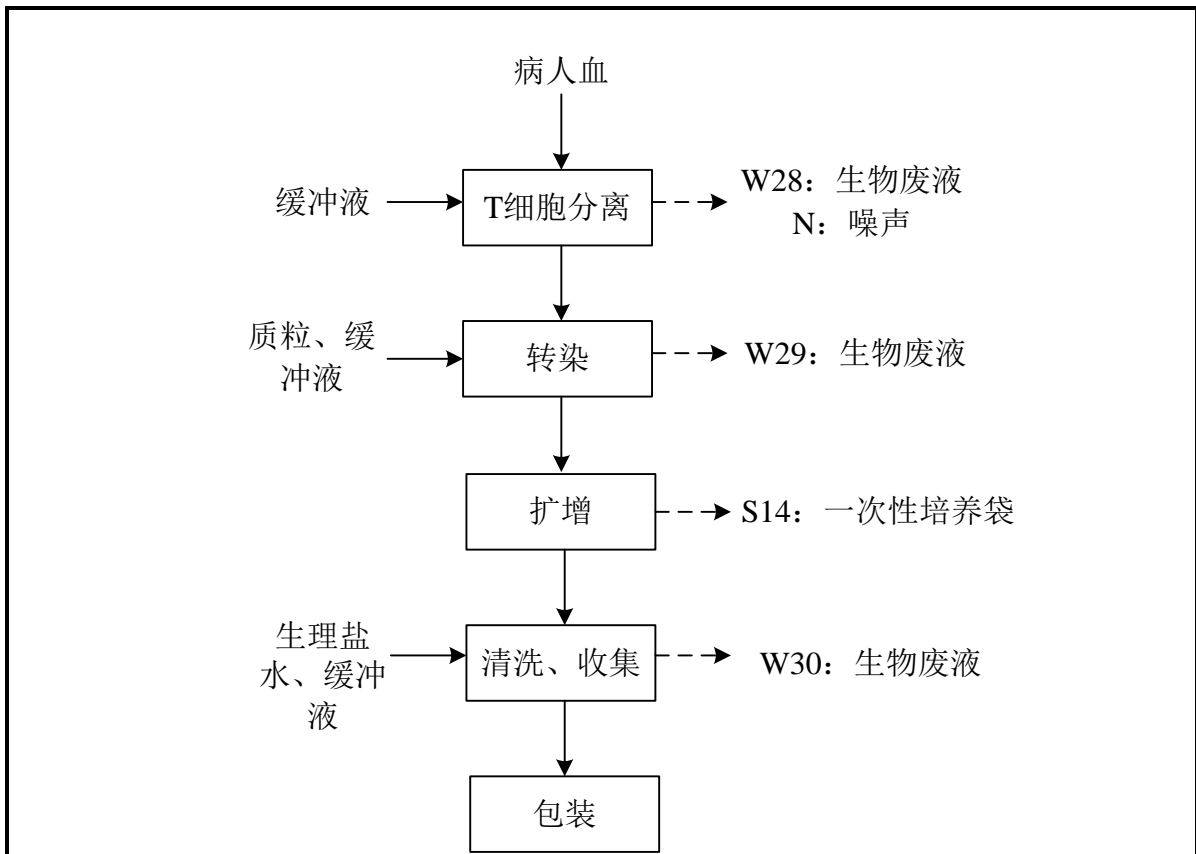 病人血
缓冲液
T细胞分离
W28：生物废液
N：噪声
质粒、缓
冲液
转染
W29：生物废液
扩增
S14：一次性培养袋
生理盐
水、缓冲
液
清洗、收集
W30：生物废液
包装